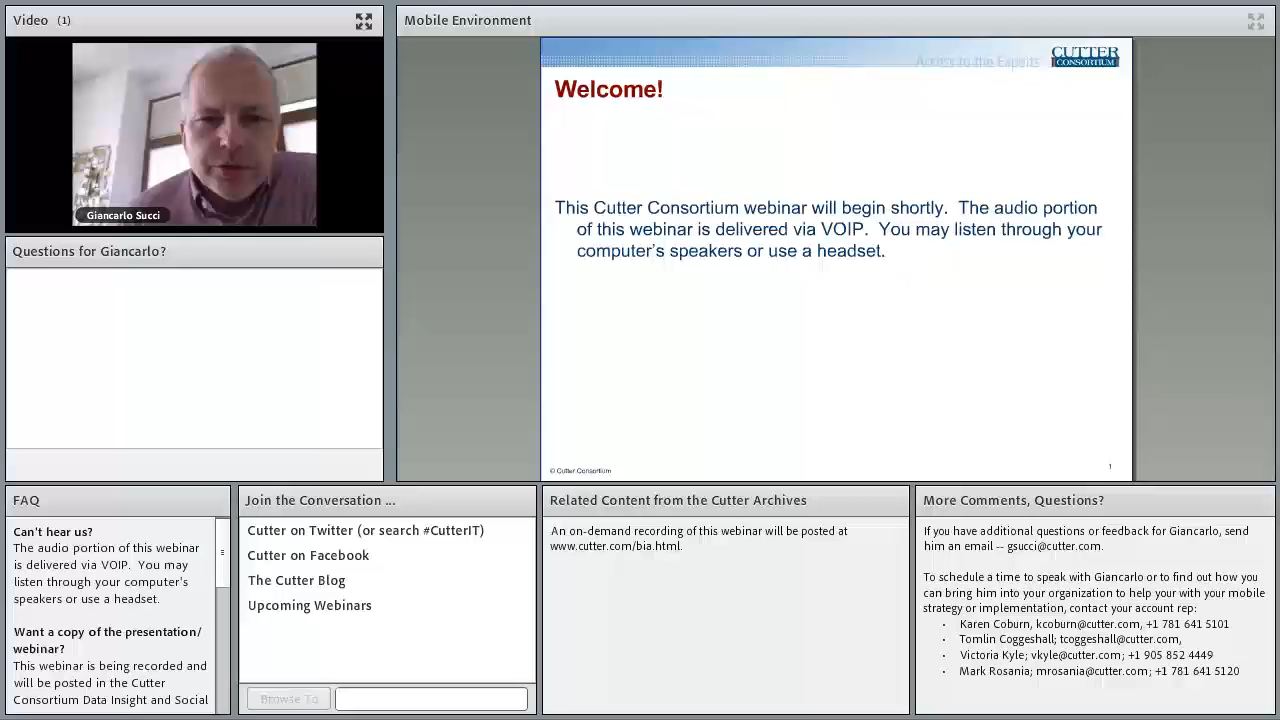 Video (1)
Giancarlo Succi
Questions for Giancarlo?
Mobile Environment
Access to the Experts
CUTTER
CONSORTIUM
Welcome!
This Cutter Consortium webinar will begin shortly. The audio portion
of this webinar is delivered via VOIP. You may listen through your
computer's speakers or use a headset.
© Cutter Consortium
1
FAQ
Can't hear us?
The audio portion of this webinar
is delivered via VOIP. You may
listen through your computer's
speakers or use a headset.
Want a copy of the presentation/
webinar?
This webinar is being recorded and
will be posted in the Cutter
Consortium Data Insight and Social
Join the Conversation ...
Cutter on Twitter (or search #CutterIT)
Cutter on Facebook
The Cutter Blog
Upcoming Webinars
Browse To
Related Content from the Cutter Archives
An on-demand recording of this webinar will be posted at
www.cutter.com/bia.html.
More Comments, Questions?
If you have additional questions or feedback for Giancarlo, send
him an email -- gsucci@cutter.com.
To schedule a time to speak with Giancarlo or to find out how you
can bring him into your organization to help your with your mobile
strategy or implementation, contact your account rep:
• Karen Coburn, kcoburn@cutter.com, +1 781 641 5101
• Tomlin Coggeshall; tcoggeshall@cutter.com,
• Victoria Kyle; vkyle@cutter.com; +1 905 852 4449
• Mark Rosania; mrosania@cutter.com; +1 781 641 5120